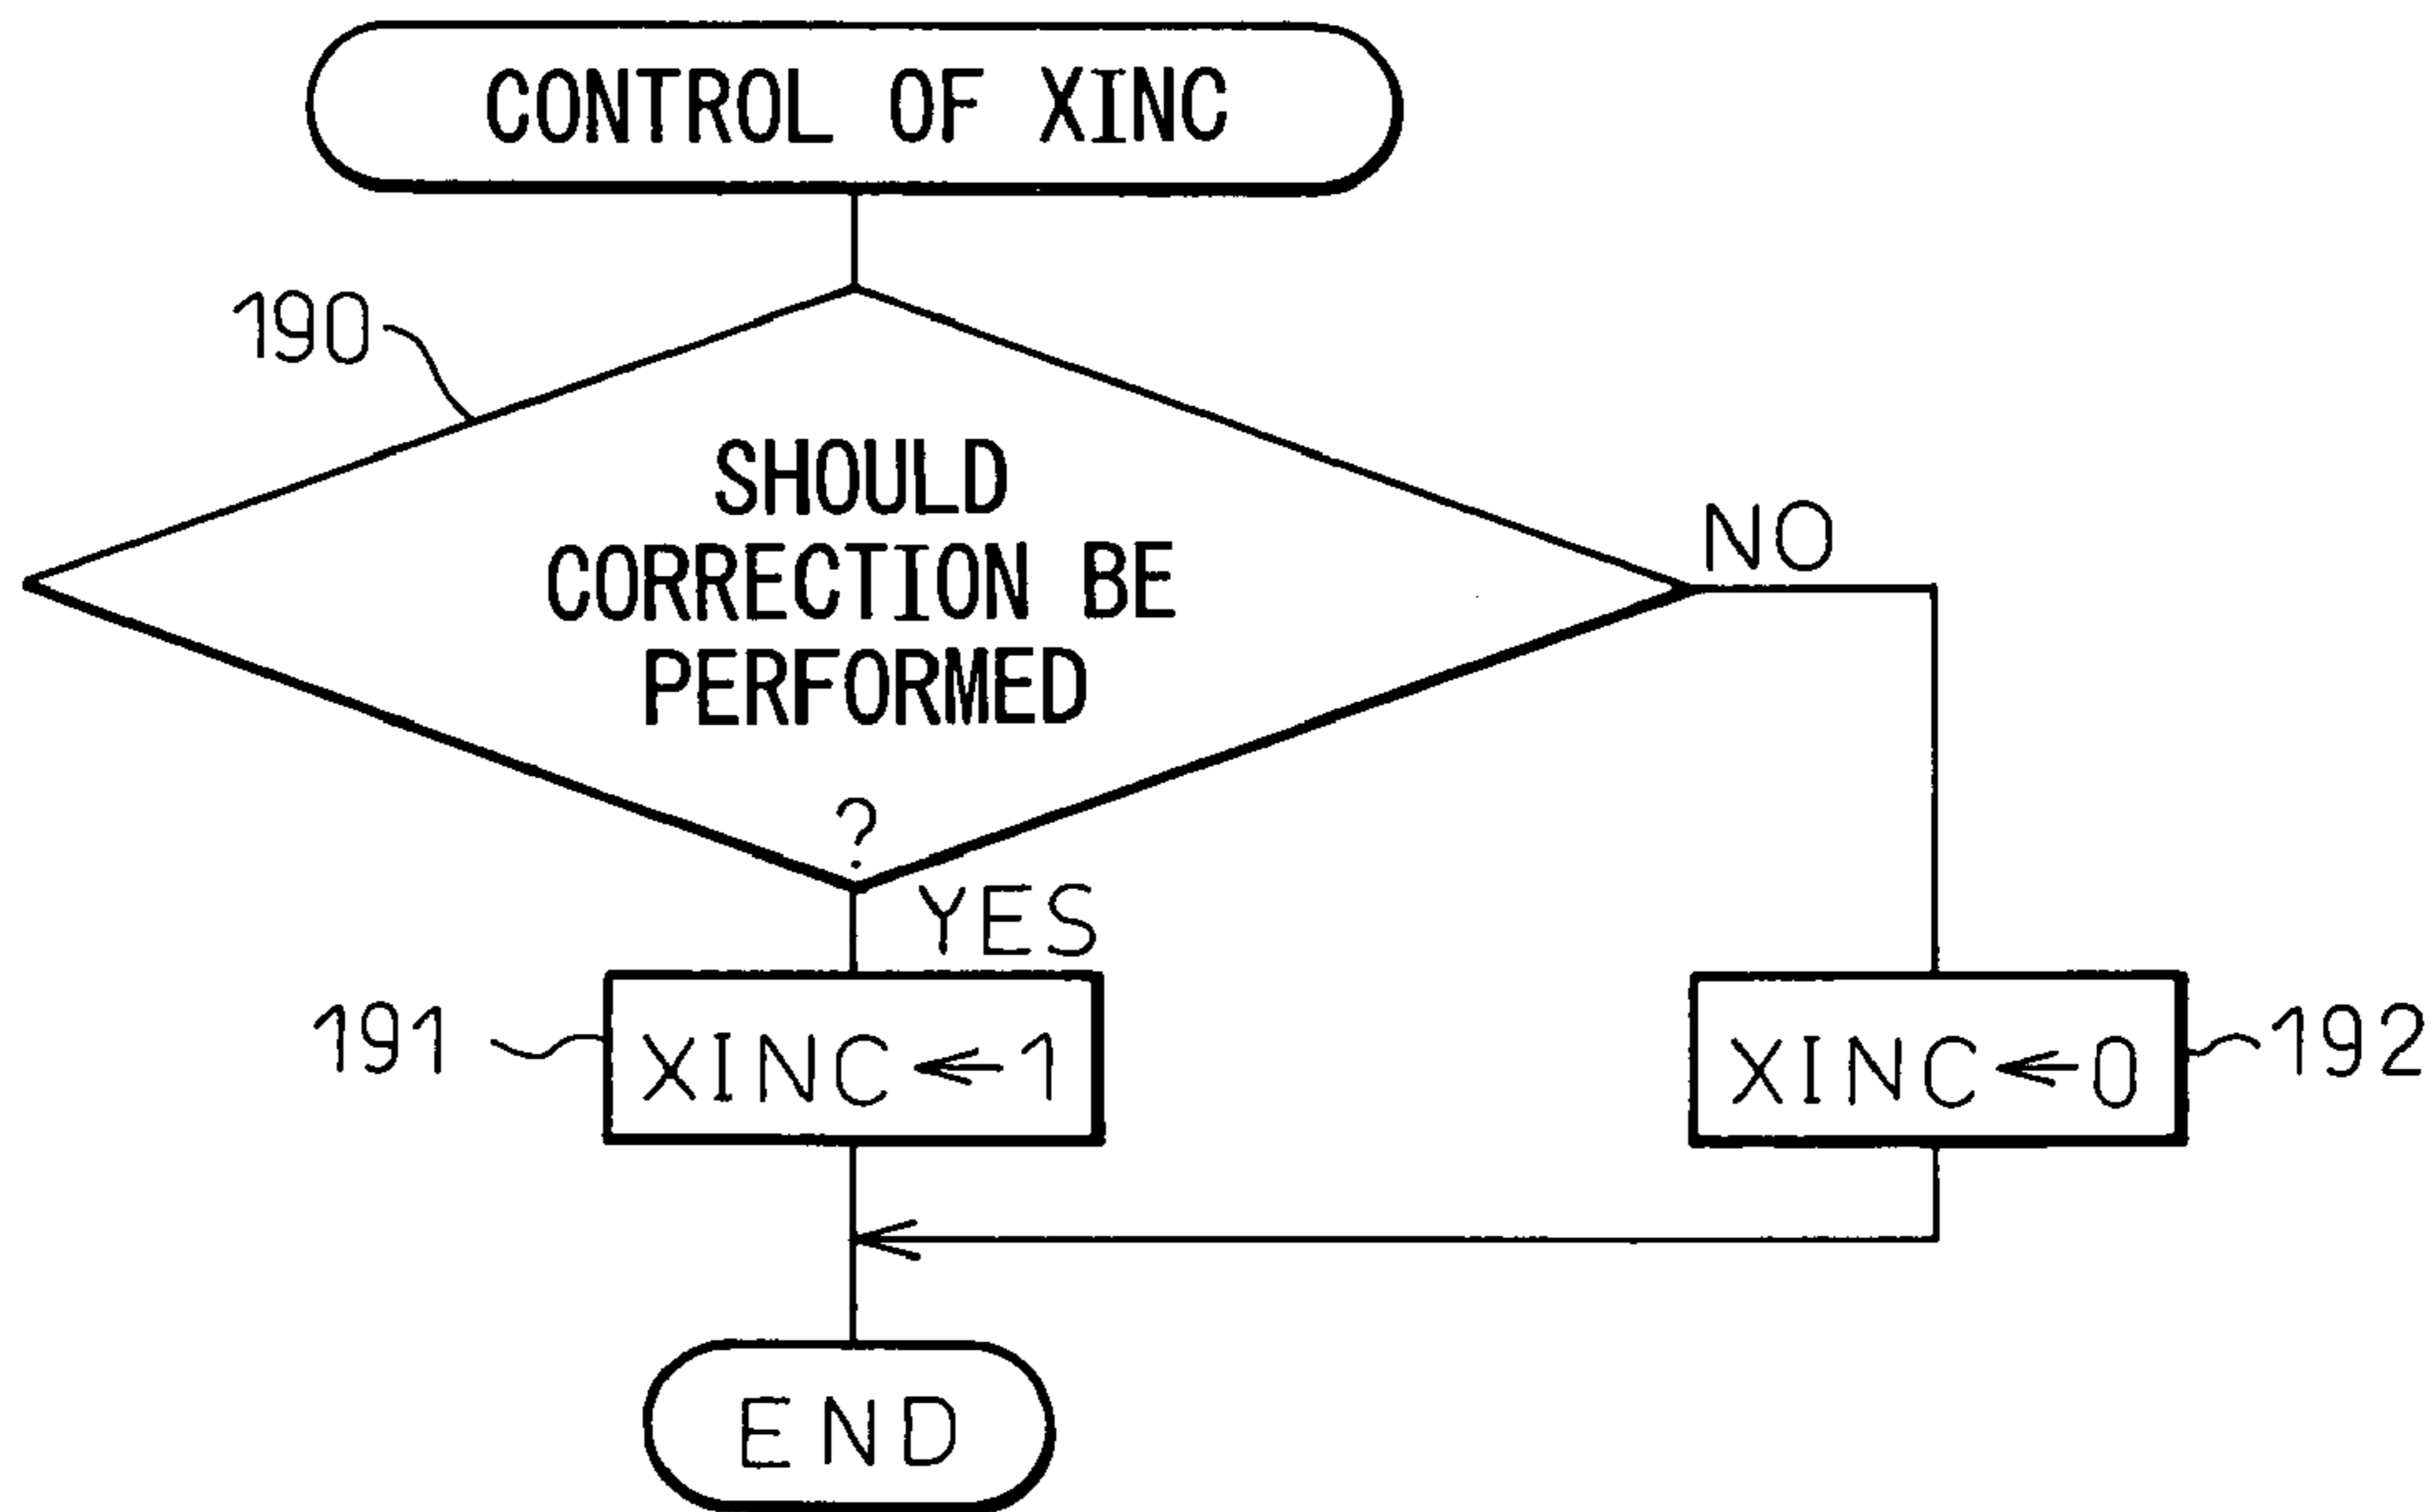 CONTROL OF XINC
190
SHOULD
CORRECTION BE
PERFORMED
?
NO
YES
191
XINC←1
XINC←0
192
END